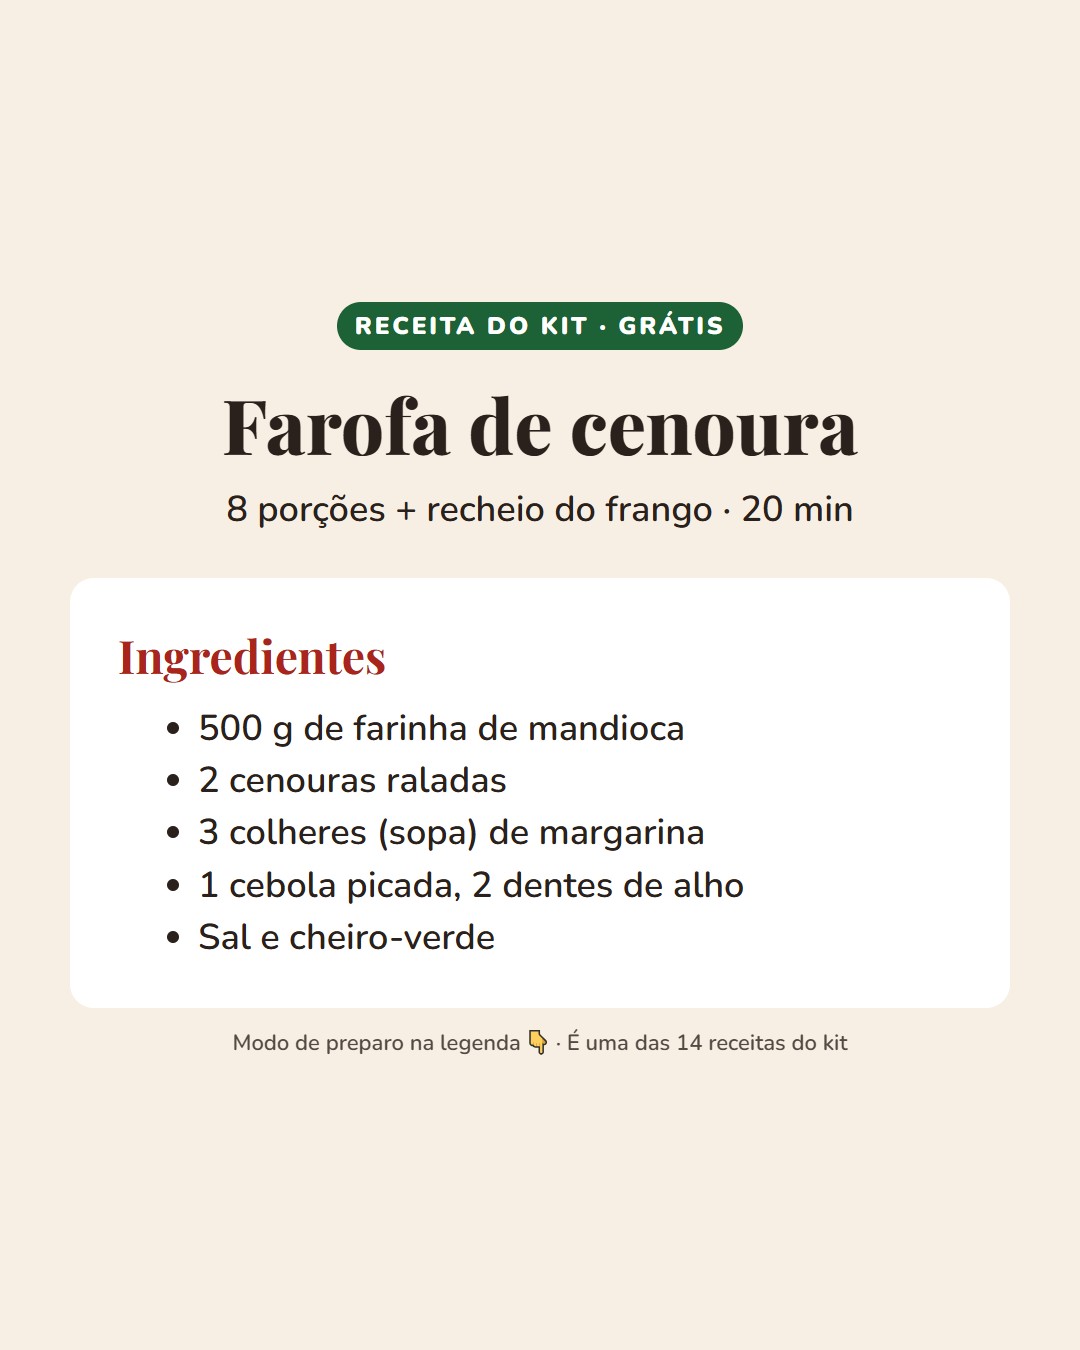 RECEITA DO KIT · GRÁTIS
Farofa de cenoura
8 porções + recheio do frango · 20 min
Ingredientes
• 500 g de farinha de mandioca
• 2 cenouras raladas
• 3 colheres (sopa) de margarina
• 1 cebola picada, 2 dentes de alho
• Sal e cheiro-verde
Modo de preparo na legenda 👇 · É uma das 14 receitas do kit